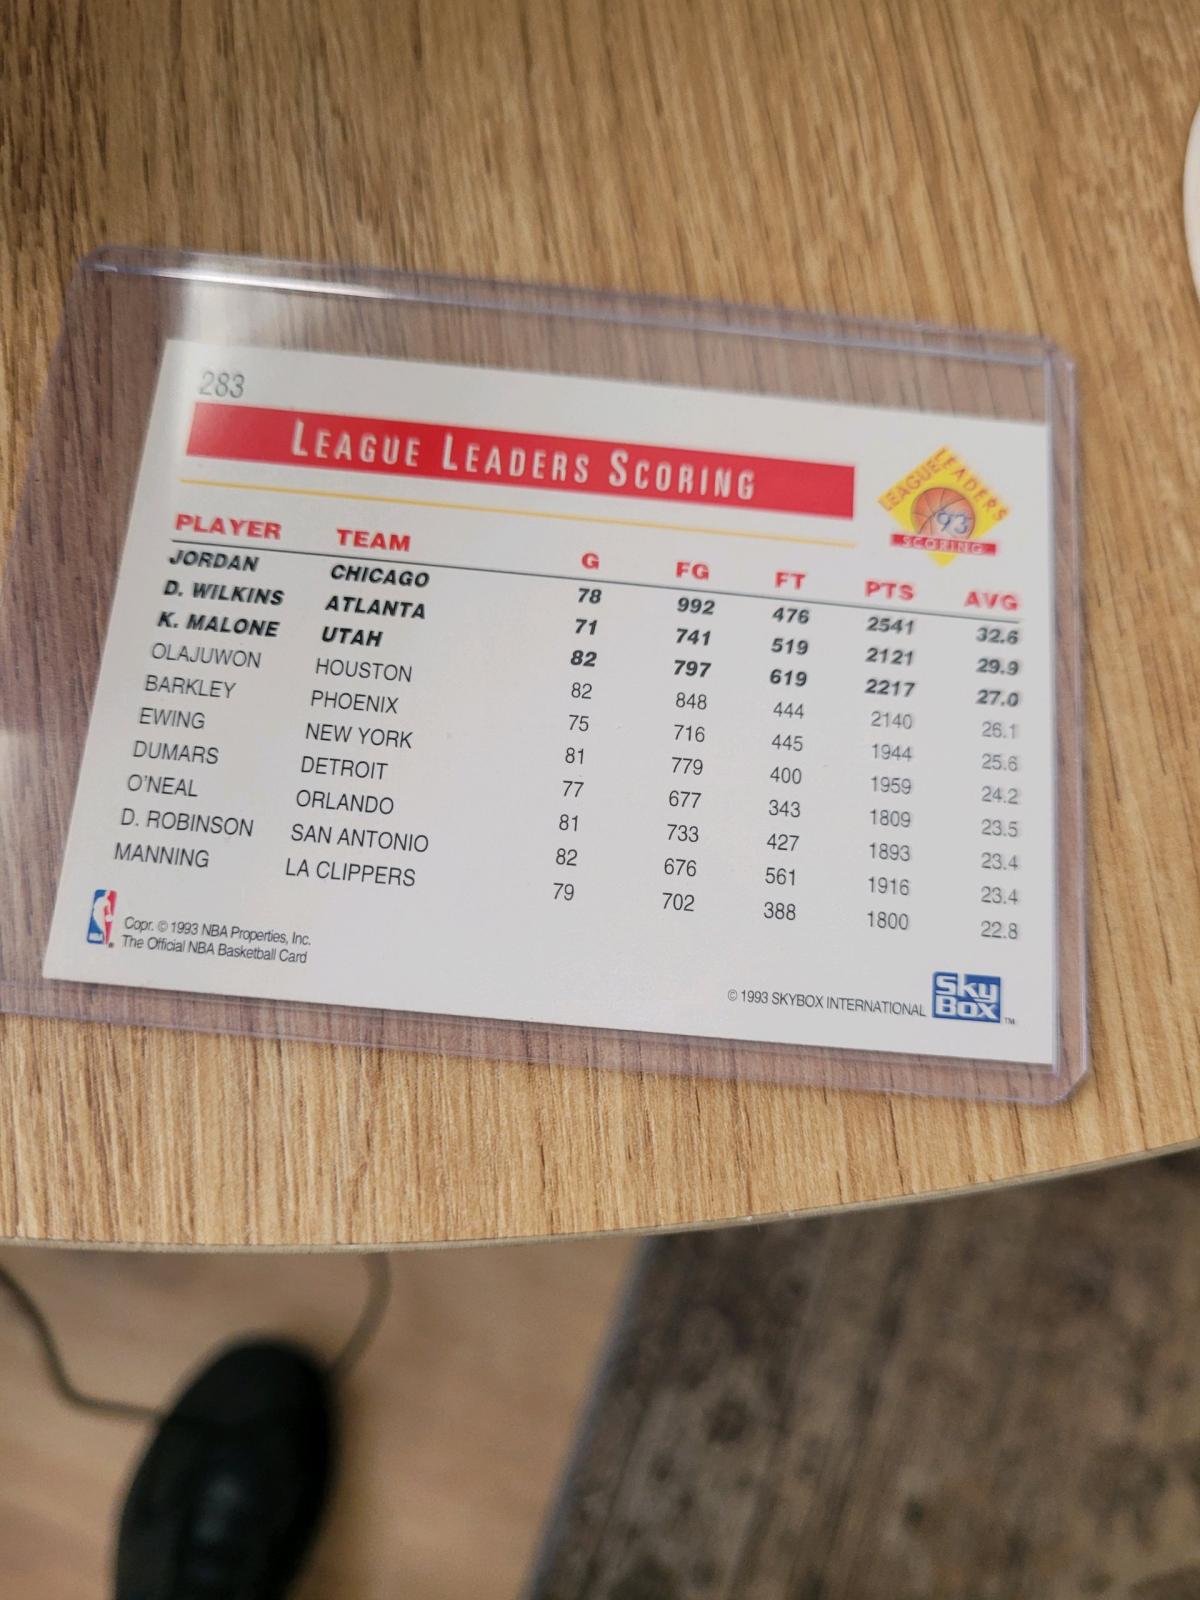 283
LEAGUE LEADERS SCORING
LEAGUE LEADERS
93
SCORING
PLAYER TEAM G FG FT PTS AVG
JORDAN CHICAGO 78 992 476 2541 32.6
D. WILKINS ATLANTA 71 741 519 2121 29.9
K. MALONE UTAH 82 797 619 2217 27.0
OLAJUWON HOUSTON 82 848 444 2140 26.1
BARKLEY PHOENIX 75 716 445 1944 25.6
EWING NEW YORK 81 779 400 1959 24.2
DUMARS DETROIT 77 677 343 1809 23.5
O'NEAL ORLANDO 81 733 427 1893 23.4
D. ROBINSON SAN ANTONIO 82 676 561 1916 23.4
MANNING LA CLIPPERS 79 702 388 1800 22.8
NBA
Copr. © 1993 NBA Properties, Inc.
The Official NBA Basketball Card
© 1993 SKYBOX INTERNATIONAL
SkyBox™